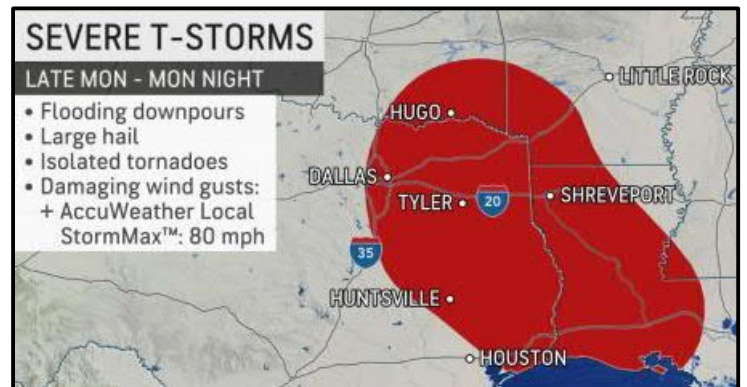 SEVERE T-STORMS
LATE MON - MON NIGHT
• Flooding downpours
• Large hail
• Isolated tornadoes
• Damaging wind gusts:
+ AccuWeather Local
StormMax™: 80 mph
LITTLE ROCK
HUGO
DALLAS
TYLER
20
SHREVEPORT
35
HUNTSVILLE
HOUSTON